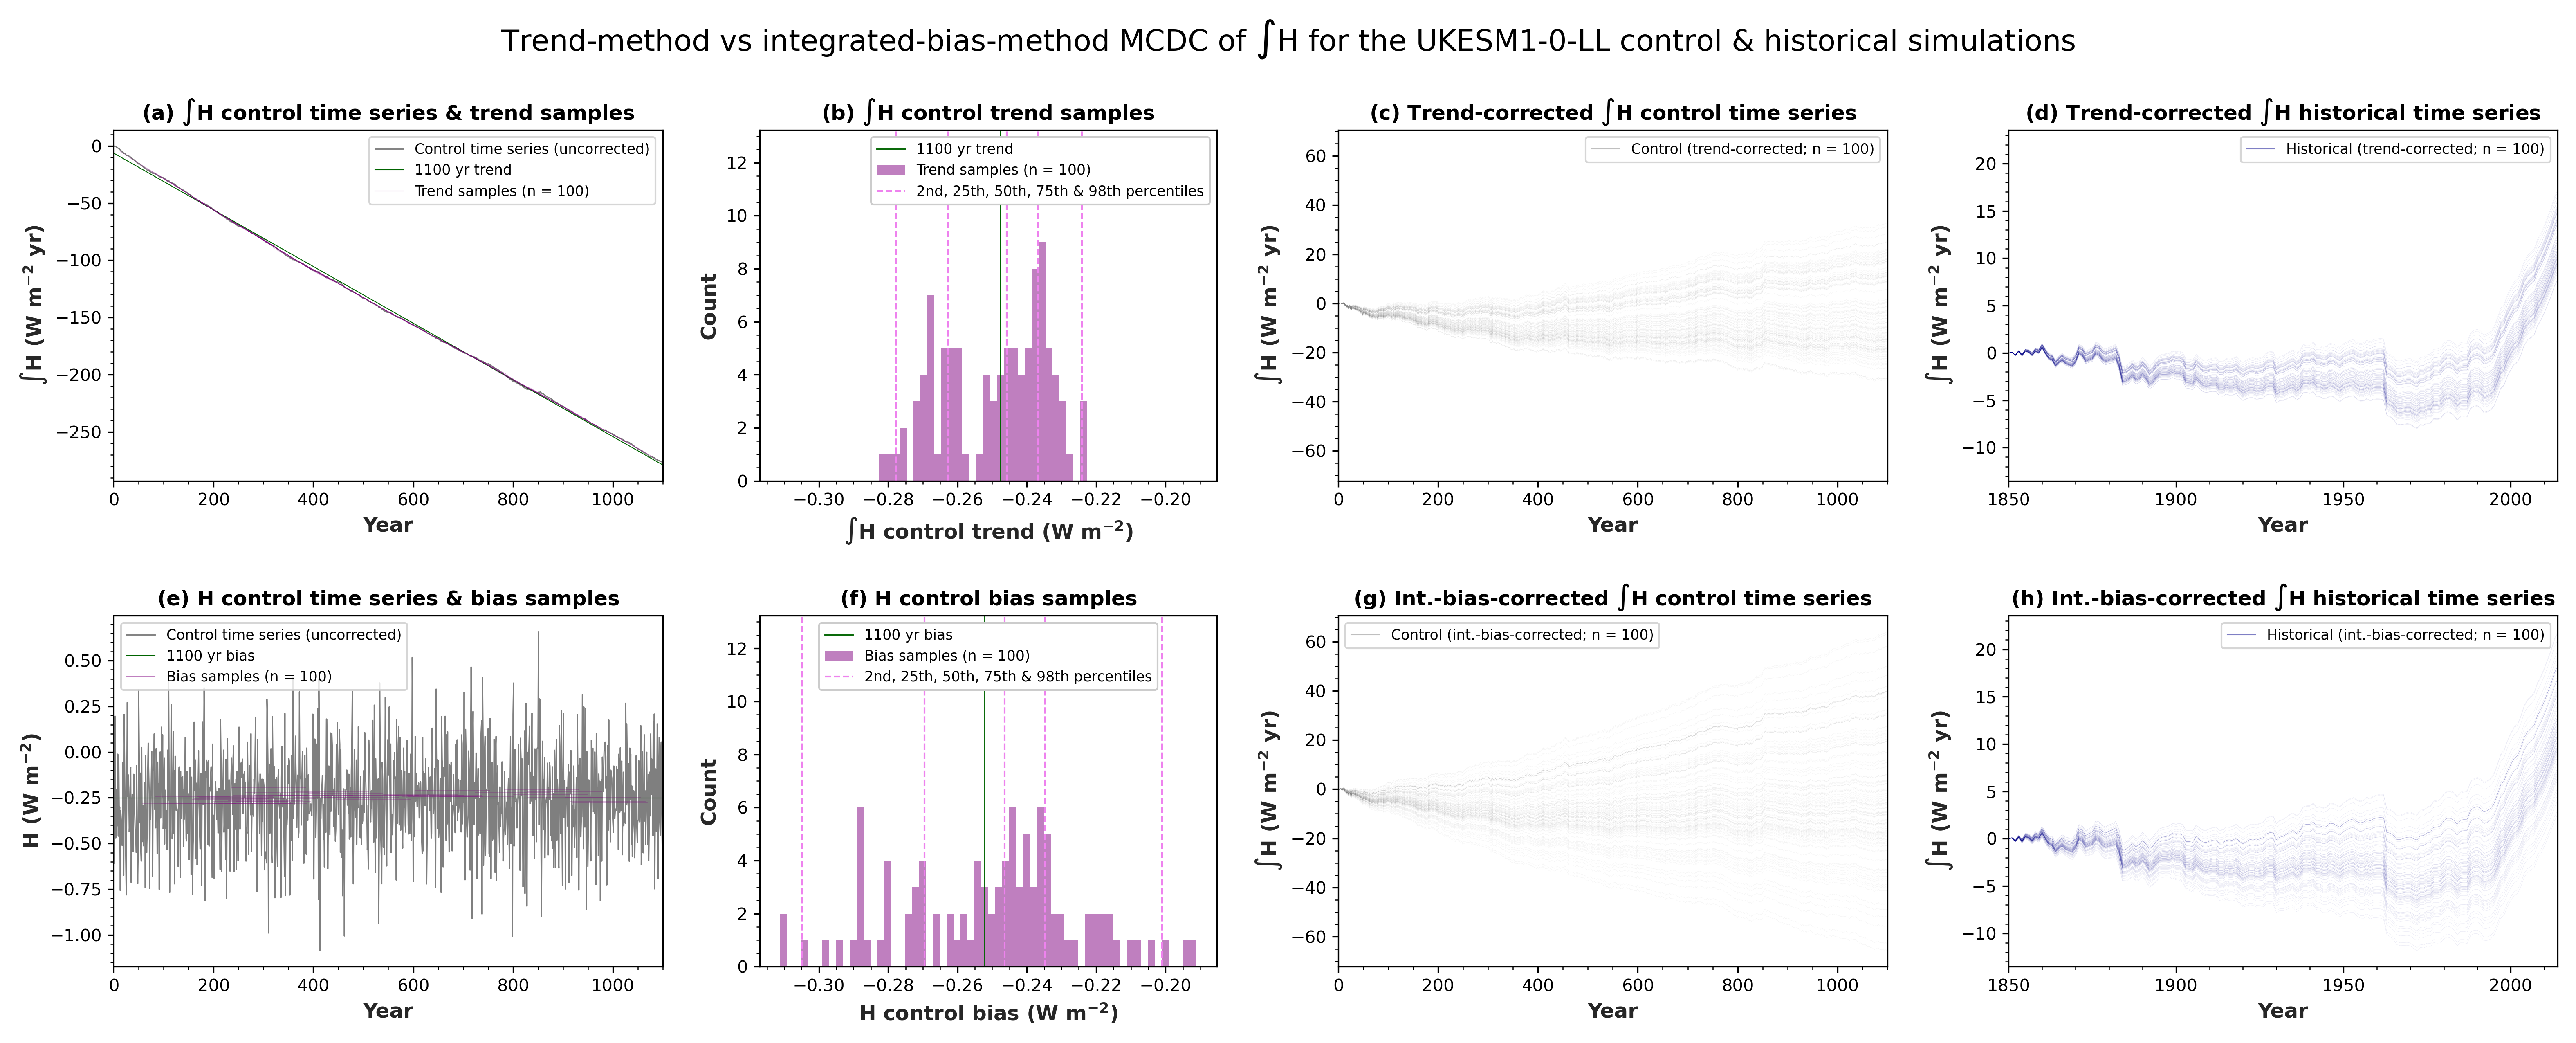 Trend-method vs integrated-bias-method MCDC of ∫H for the UKESM1-0-LL control & historical simulations
(a) ∫H control time series & trend samples
Control time series (uncorrected)
1100 yr trend
Trend samples (n = 100)
∫H (W m⁻² yr)
0
−50
−100
−150
−200
−250
0 200 400 600 800 1000
Year
(b) ∫H control trend samples
1100 yr trend
Trend samples (n = 100)
2nd, 25th, 50th, 75th & 98th percentiles
Count
12
10
8
6
4
2
0
−0.30 −0.28 −0.26 −0.24 −0.22 −0.20
∫H control trend (W m⁻²)
(c) Trend-corrected ∫H control time series
Control (trend-corrected; n = 100)
∫H (W m⁻² yr)
60
40
20
0
−20
−40
−60
0 200 400 600 800 1000
Year
(d) Trend-corrected ∫H historical time series
Historical (trend-corrected; n = 100)
∫H (W m⁻² yr)
20
15
10
5
0
−5
−10
1850 1900 1950 2000
Year
(e) H control time series & bias samples
Control time series (uncorrected)
1100 yr bias
Bias samples (n = 100)
H (W m⁻²)
0.50
0.25
0.00
−0.25
−0.50
−0.75
−1.00
0 200 400 600 800 1000
Year
(f) H control bias samples
1100 yr bias
Bias samples (n = 100)
2nd, 25th, 50th, 75th & 98th percentiles
Count
12
10
8
6
4
2
0
−0.30 −0.28 −0.26 −0.24 −0.22 −0.20
H control bias (W m⁻²)
(g) Int.-bias-corrected ∫H control time series
Control (int.-bias-corrected; n = 100)
∫H (W m⁻² yr)
60
40
20
0
−20
−40
−60
0 200 400 600 800 1000
Year
(h) Int.-bias-corrected ∫H historical time series
Historical (int.-bias-corrected; n = 100)
∫H (W m⁻² yr)
20
15
10
5
0
−5
−10
1850 1900 1950 2000
Year